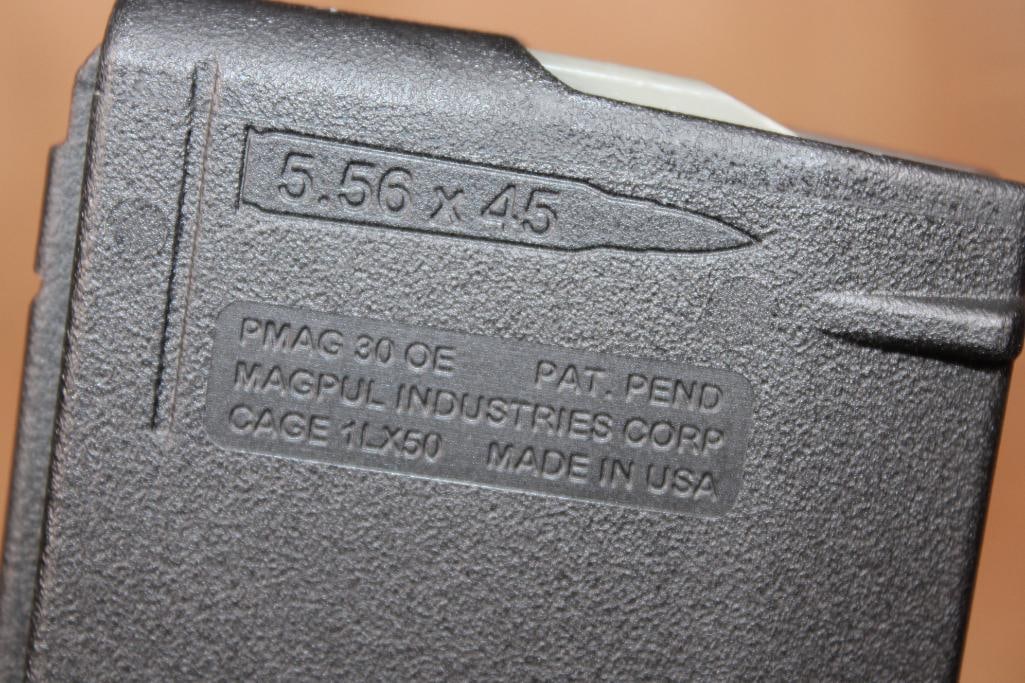 5.56 x 45
PMAG 30 OE PAT. PEND
MAGPUL INDUSTRIES CORP
CAGE 1LX50 MADE IN USA